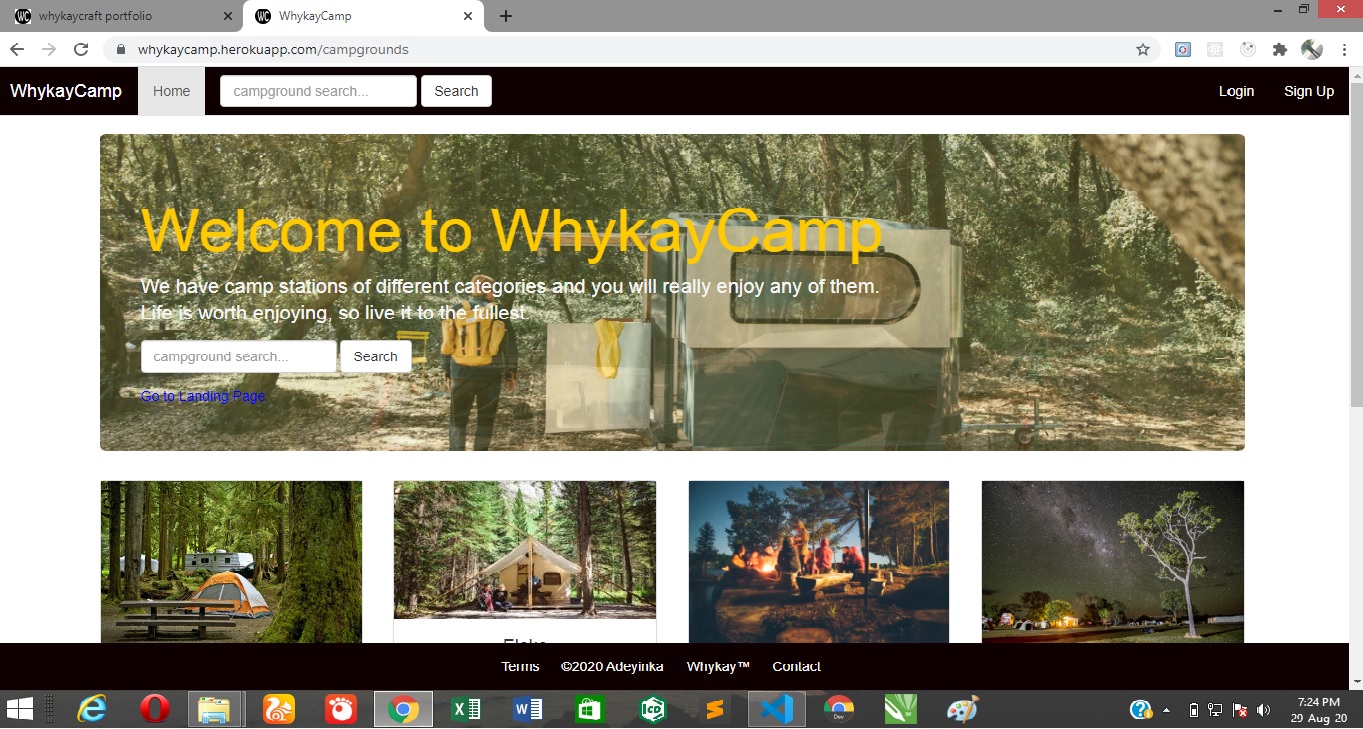 whykaycraft portfolio
WhykayCamp
whykaycamp.herokuapp.com/campgrounds
WhykayCamp Home campground search... Search Login Sign Up
Welcome to WhykayCamp
We have camp stations of different categories and you will really enjoy any of them.
Life is worth enjoying, so live it to the fullest.
campground search... Search
Go to Landing Page
Terms ©2020 Adeyinka Whykay™ Contact
7:24 PM
29 Aug 20